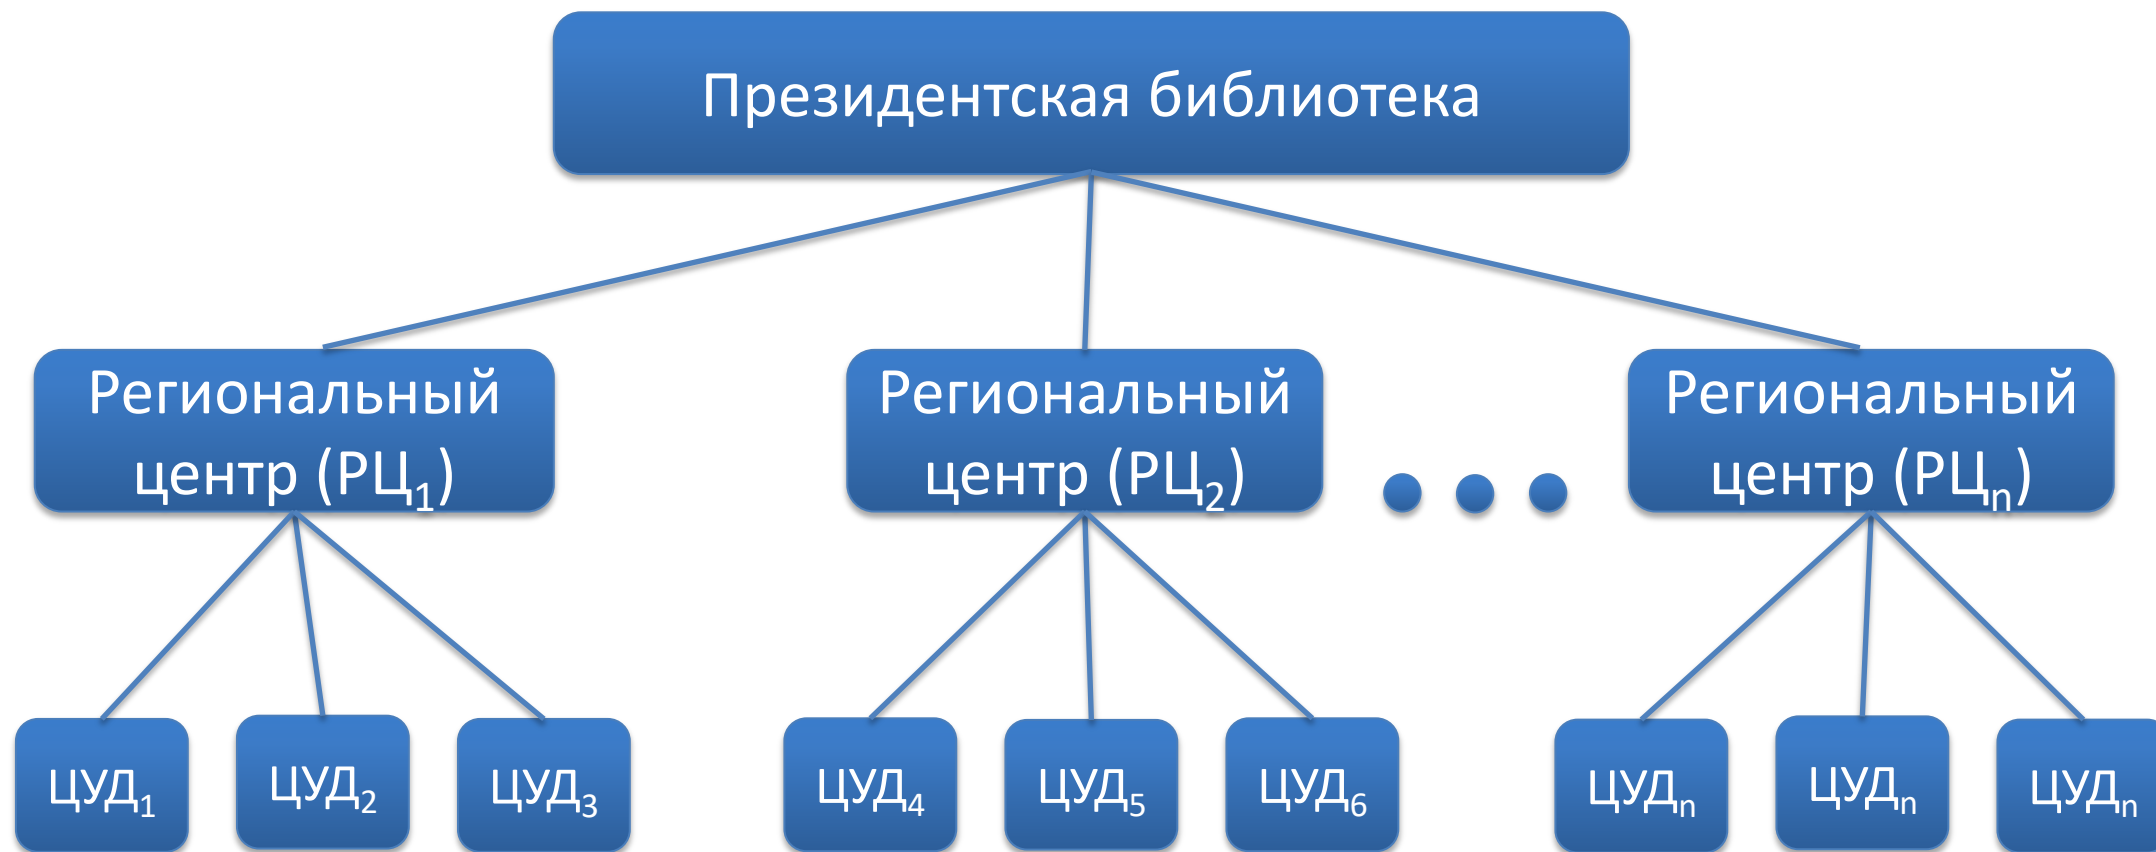 Президентская библиотека
Региональный
центр (РЦ₁)
Региональный
центр (РЦ₂)
Региональный
центр (РЦₙ)
ЦУД₁
ЦУД₂
ЦУД₃
ЦУД₄
ЦУД₅
ЦУД₆
ЦУДₙ
ЦУДₙ
ЦУДₙ